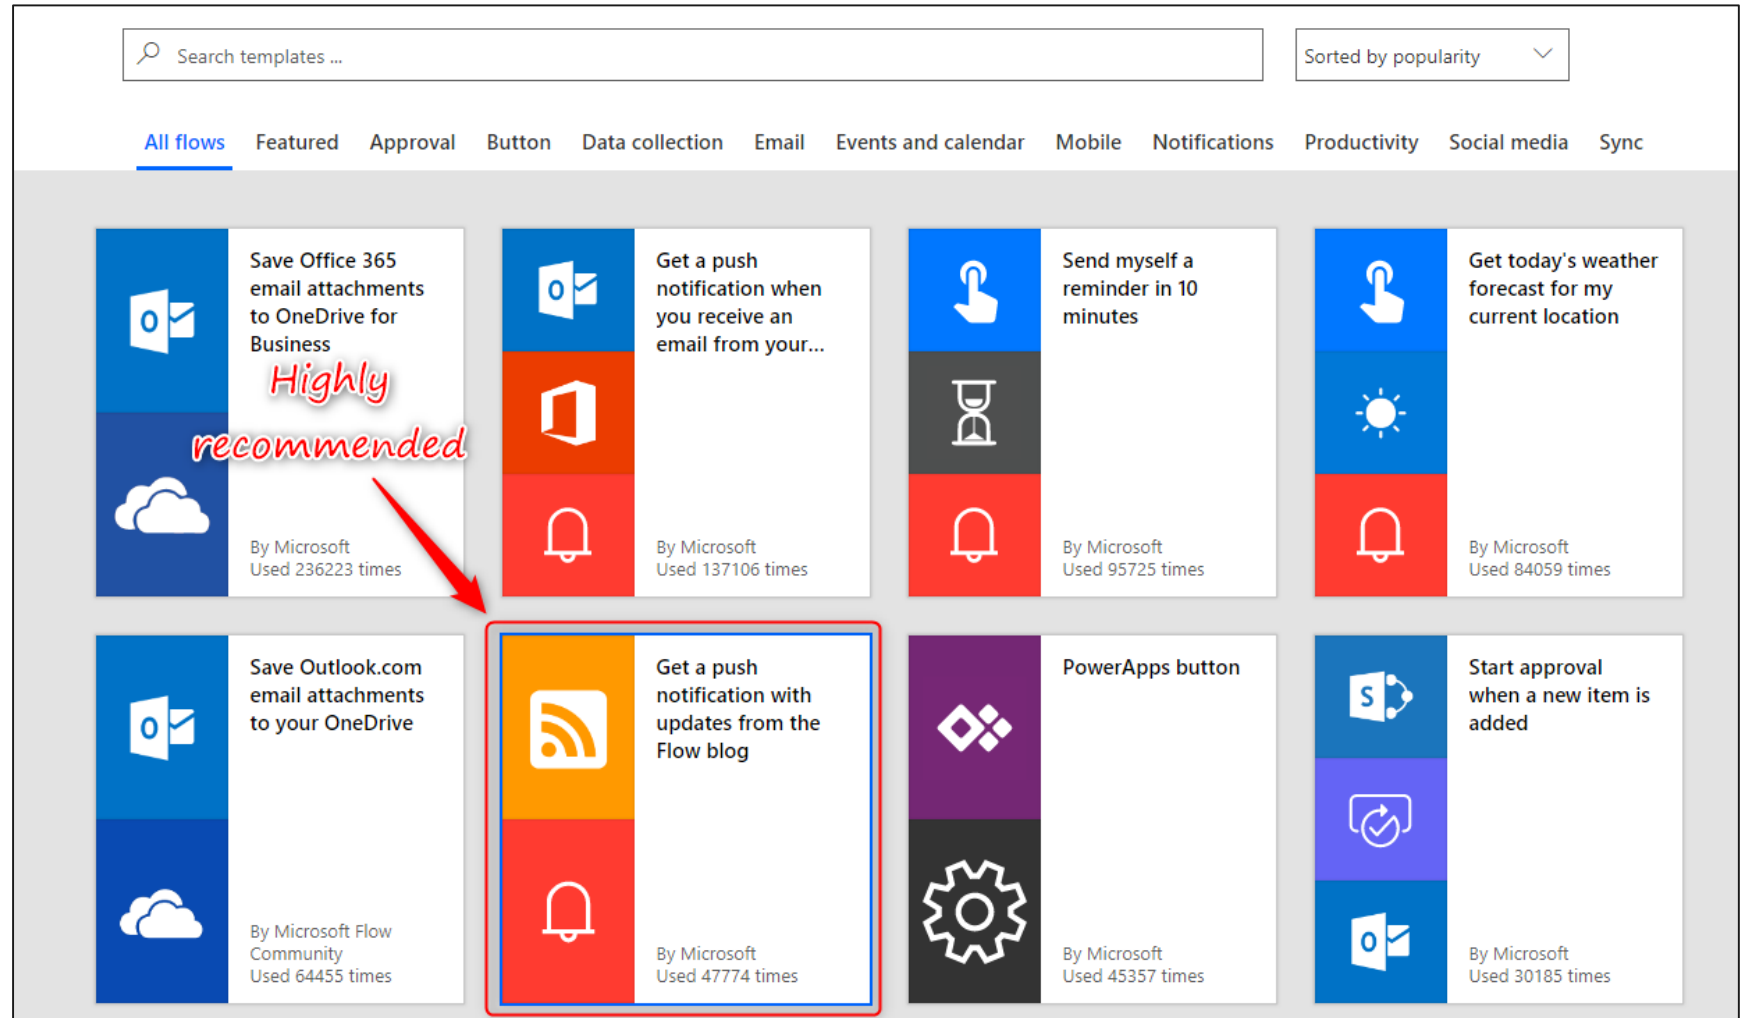 Search templates ...
Sorted by popularity
All flows Featured Approval Button Data collection Email Events and calendar Mobile Notifications Productivity Social media Sync
Save Office 365
email attachments
to OneDrive for
Business
Highly
recommended
By Microsoft
Used 236223 times
Get a push
notification when
you receive an
email from your...
By Microsoft
Used 137106 times
Send myself a
reminder in 10
minutes
By Microsoft
Used 95725 times
Get today's weather
forecast for my
current location
By Microsoft
Used 84059 times
Save Outlook.com
email attachments
to your OneDrive
By Microsoft Flow
Community
Used 64455 times
Get a push
notification with
updates from the
Flow blog
By Microsoft
Used 47774 times
PowerApps button
By Microsoft
Used 45357 times
Start approval
when a new item is
added
By Microsoft
Used 30185 times